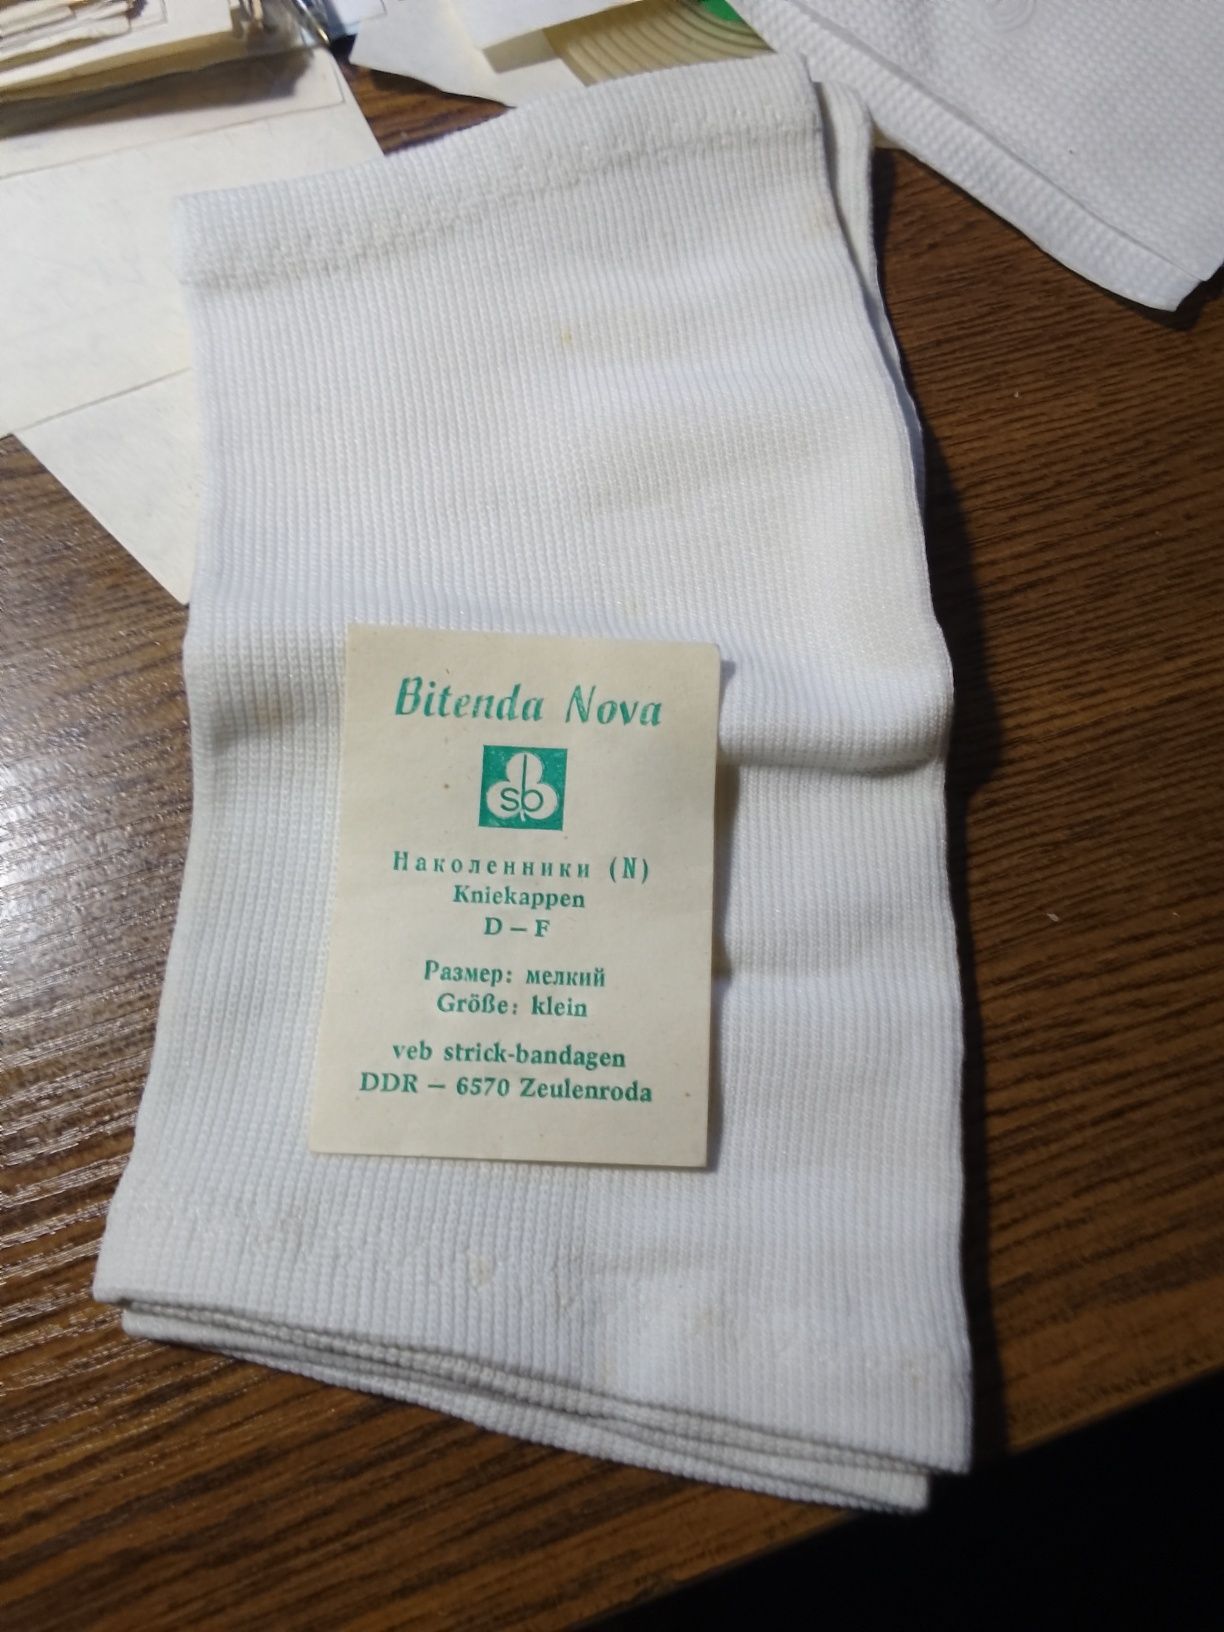 Bitenda Nova
sb
Наколенники (N)
Kniekappen
D – F
Размер: мелкий
Größe: klein
veb strick-bandagen
DDR – 6570 Zeulenroda